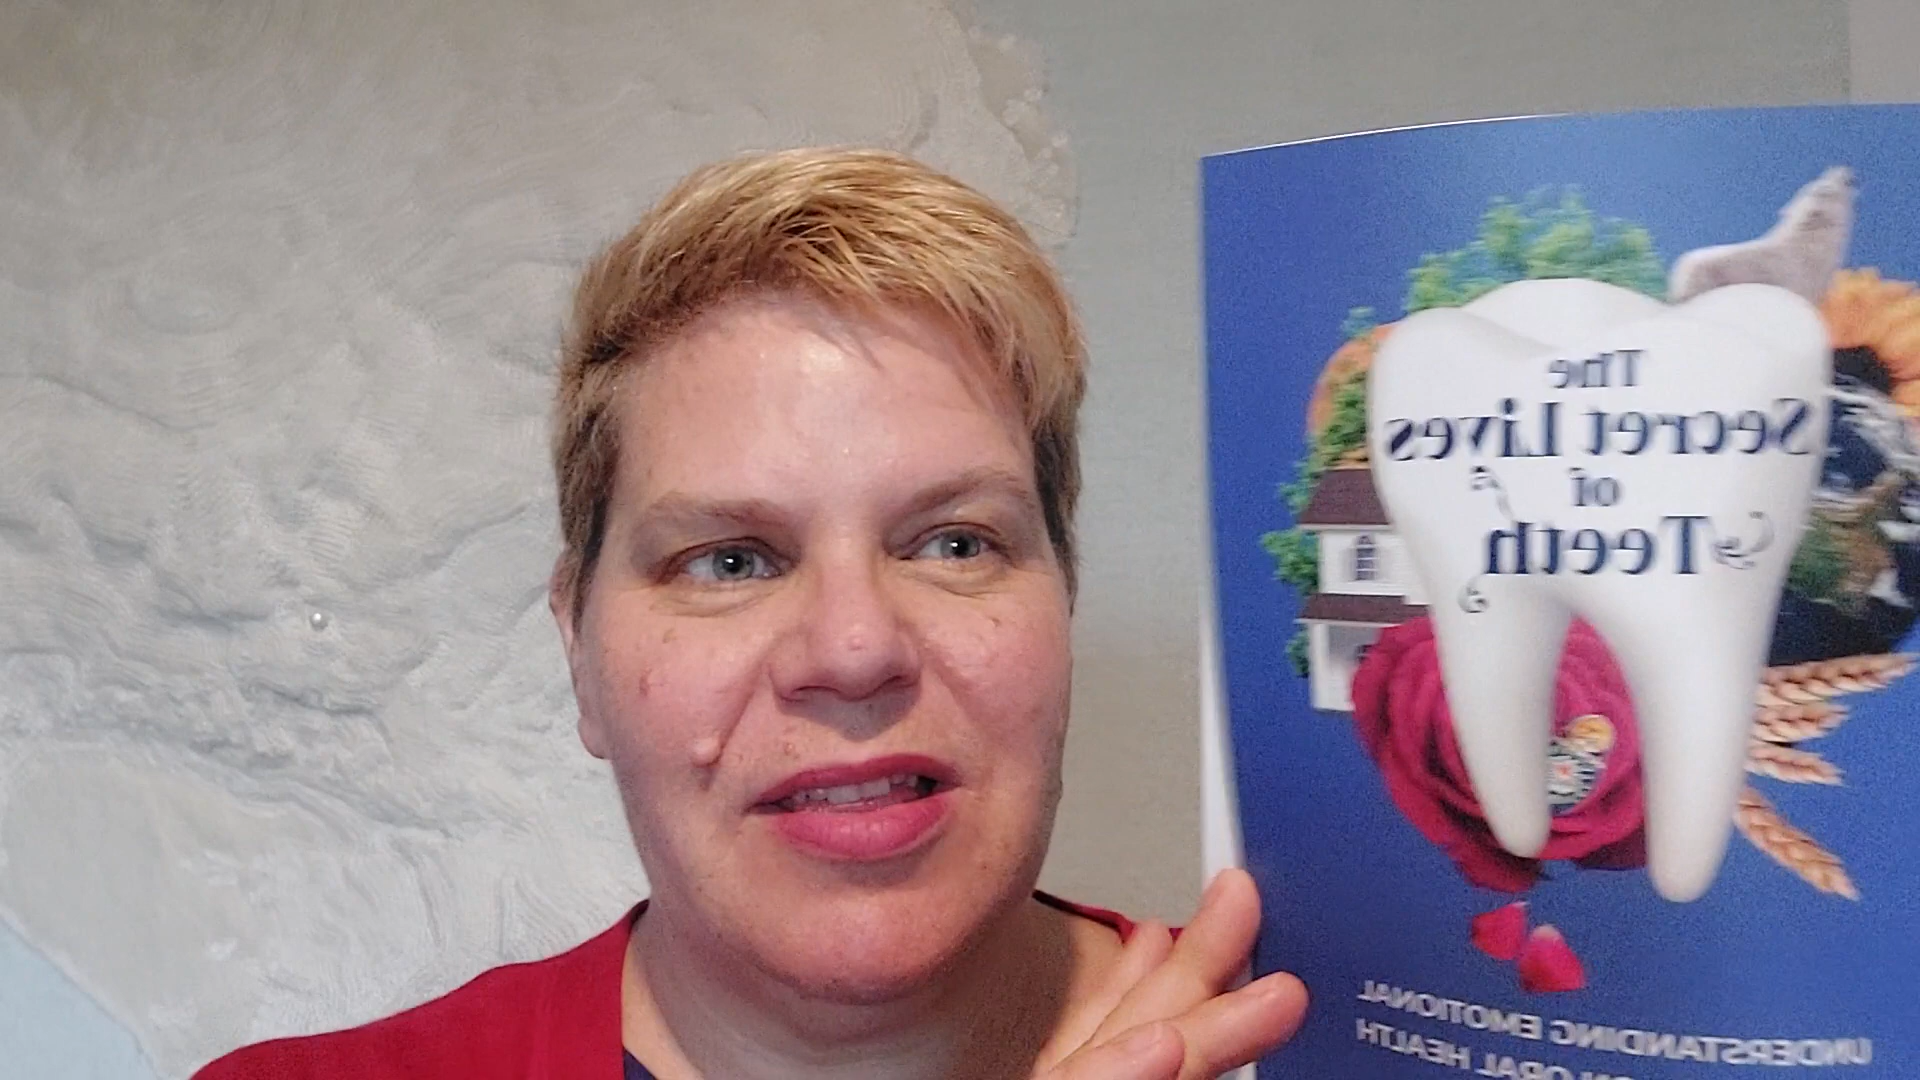 The
Secret Lives
of
Teeth
UNDERSTANDING EMOTIONAL
ORAL HEALTH